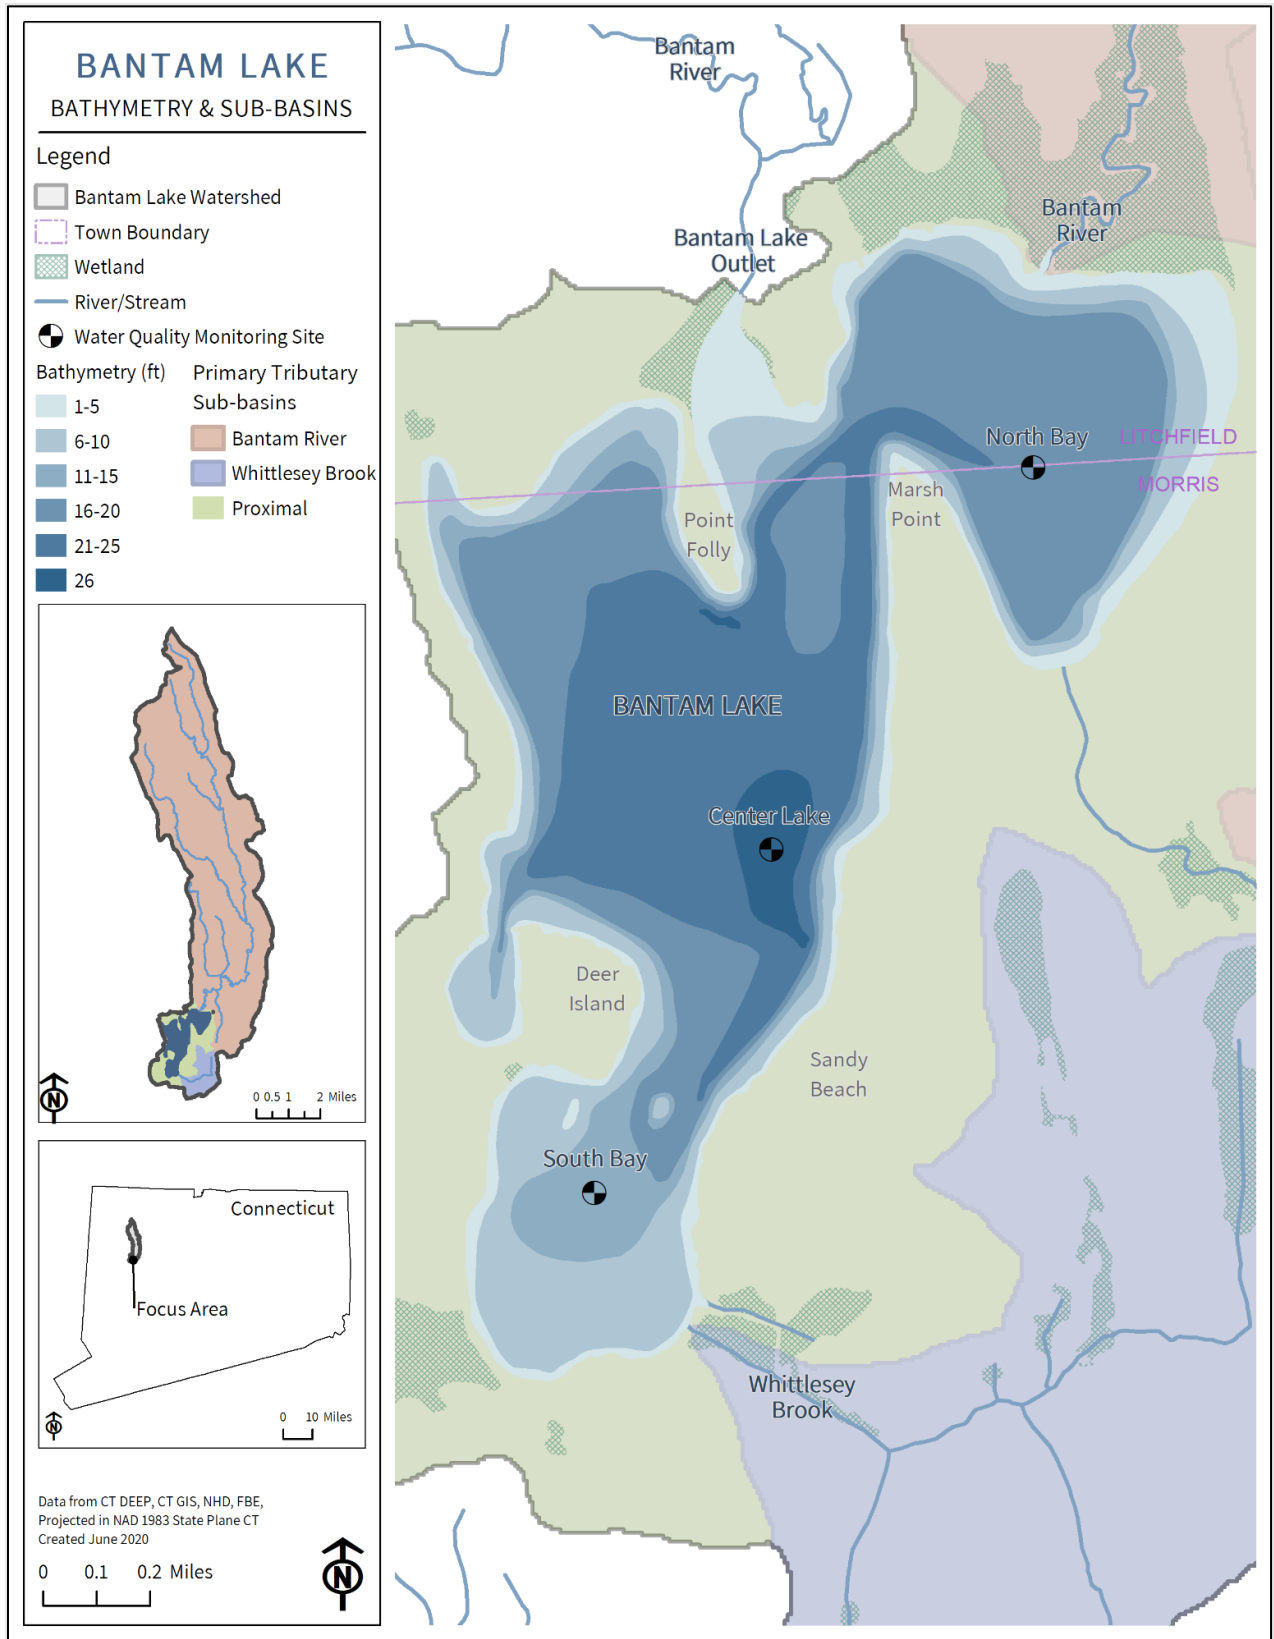 BANTAM LAKE
BATHYMETRY & SUB-BASINS
Legend
Bantam Lake Watershed
Town Boundary
Wetland
River/Stream
Water Quality Monitoring Site
Bathymetry (ft)
1-5
6-10
11-15
16-20
21-25
26
Primary Tributary
Sub-basins
Bantam River
Whittlesey Brook
Proximal
N
0 0.5 1 2 Miles
Connecticut
Focus Area
N
0 10 Miles
Data from CT DEEP, CT GIS, NHD, FBE,
Projected in NAD 1983 State Plane CT
Created June 2020
0 0.1 0.2 Miles
N
Bantam
River
Bantam Lake
Outlet
Bantam
River
North Bay
LITCHFIELD
MORRIS
Marsh
Point
Point
Folly
BANTAM LAKE
Center Lake
Deer
Island
Sandy
Beach
South Bay
Whittlesey
Brook